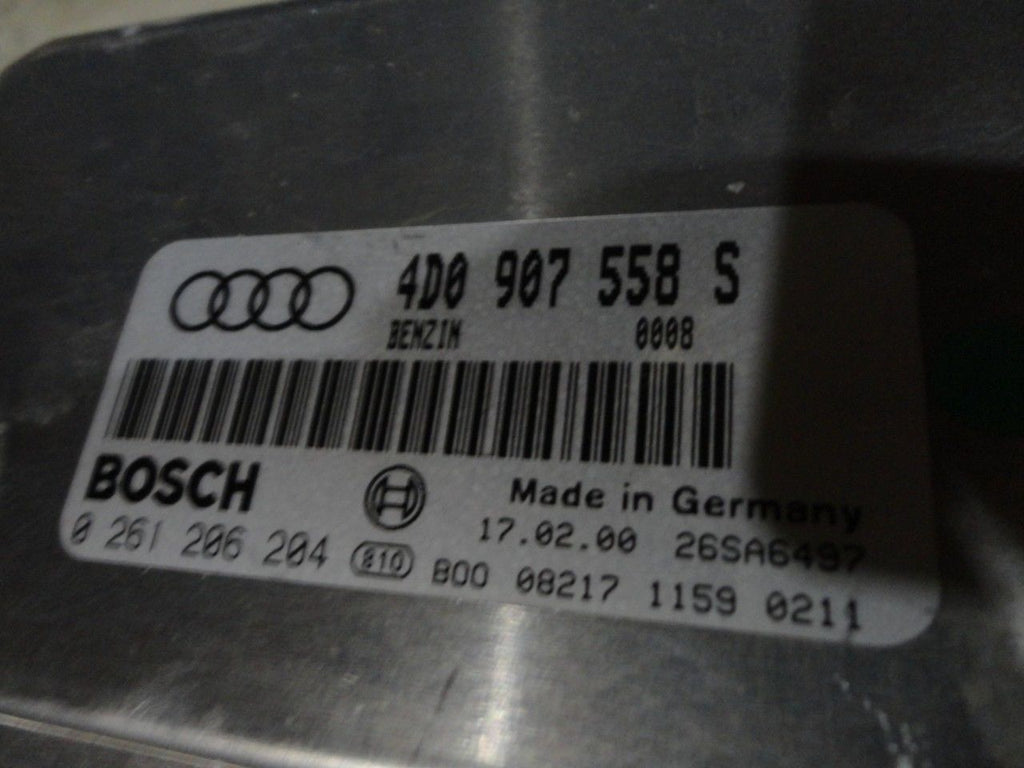 4D0 907 558 S
BENZIN 0008
BOSCH
Made in Germany
0 261 206 204
17.02.00 26SA6497
810 B00 08217 1159 0211